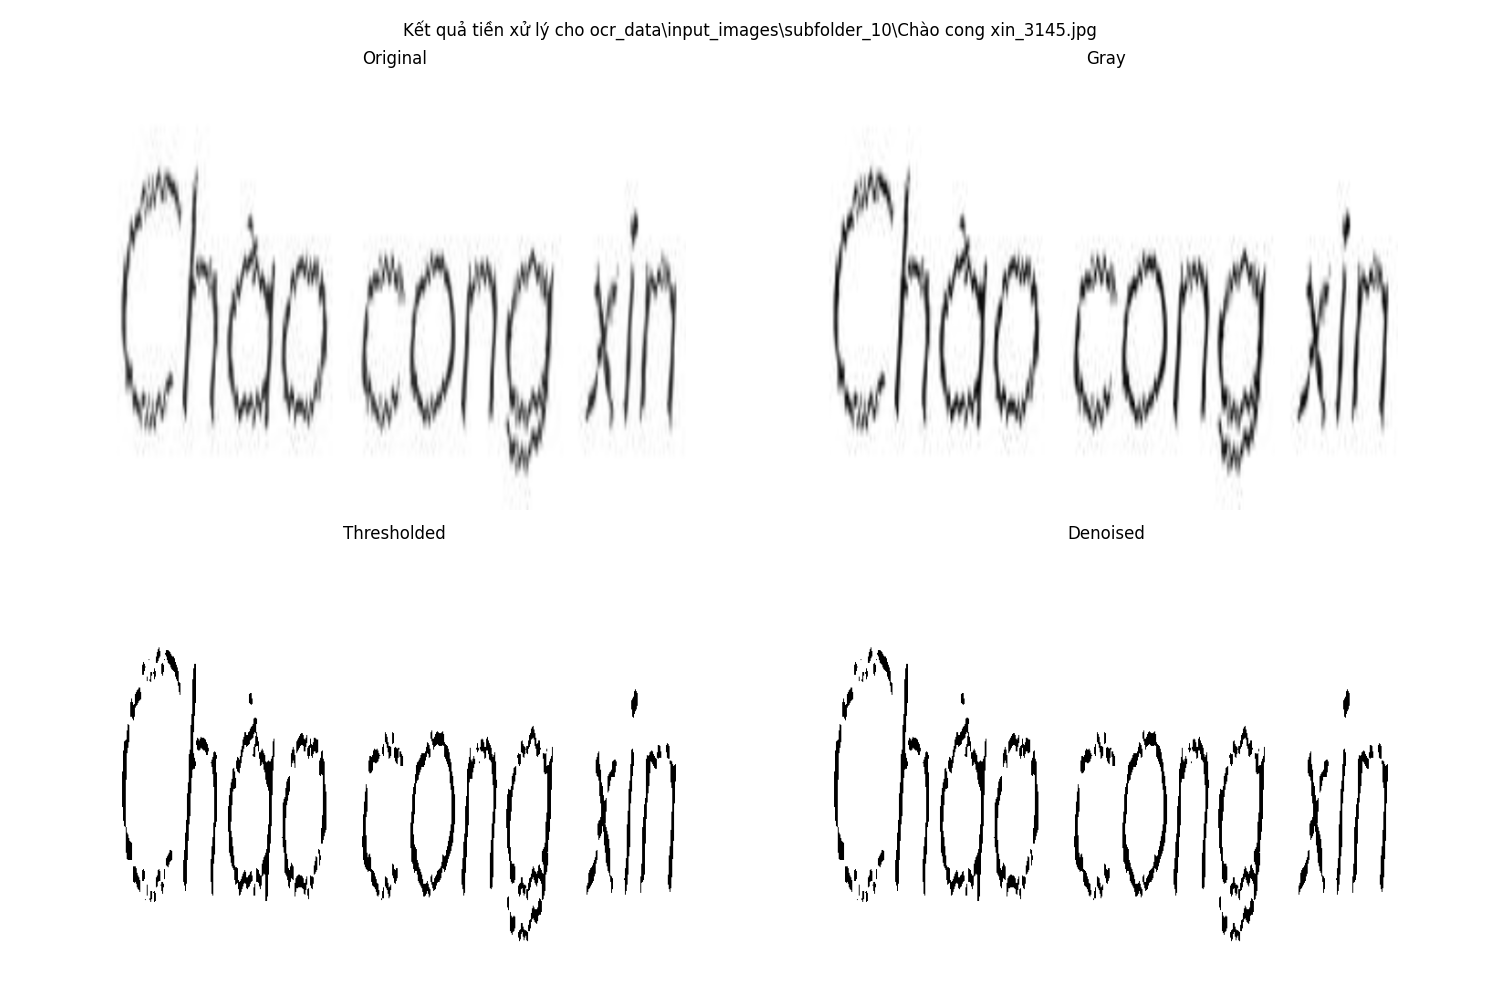 Kết quả tiền xử lý cho ocr_data\input_images\subfolder_10\Chào cong xin_3145.jpg
Original
Gray
Chào cong xin
Chào cong xin
Thresholded
Denoised
Chào cong xin
Chào cong xin